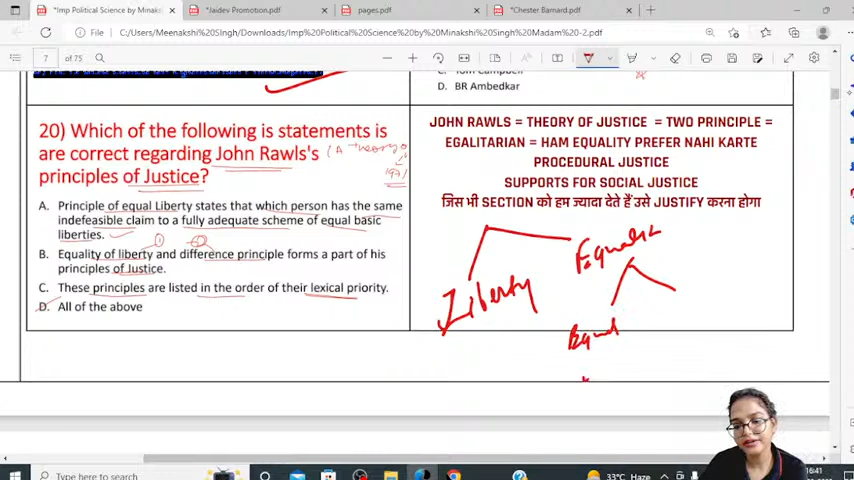 *Imp Political Science by Minaks
*Jaidev Promotion.pdf
pages.pdf
*Chester Barnard.pdf
C:/Users/Meenakshi%20SIngh/Downloads/Imp%20Political%20Science%20by%20Minakshi%20Singh%20Madam%20-2.pdf
7 of 75
D. BR Ambedkar
20) Which of the following is statements is
are correct regarding John Rawls's
principles of Justice?
(A theory of
1971
A. Principle of equal Liberty states that which person has the same
indefeasible claim to a fully adequate scheme of equal basic
liberties.
B. Equality of liberty and difference principle forms a part of his
principles of Justice.
C. These principles are listed in the order of their lexical priority.
D. All of the above
JOHN RAWLS = THEORY OF JUSTICE = TWO PRINCIPLE =
EGALITARIAN = HAM EQUALITY PREFER NAHI KARTE
PROCEDURAL JUSTICE
SUPPORTS FOR SOCIAL JUSTICE
जिस भी SECTION को हम ज्यादा देते हैं उसे JUSTIFY करना होगा
Liberty
Type here to search
33°C Haze
16:41